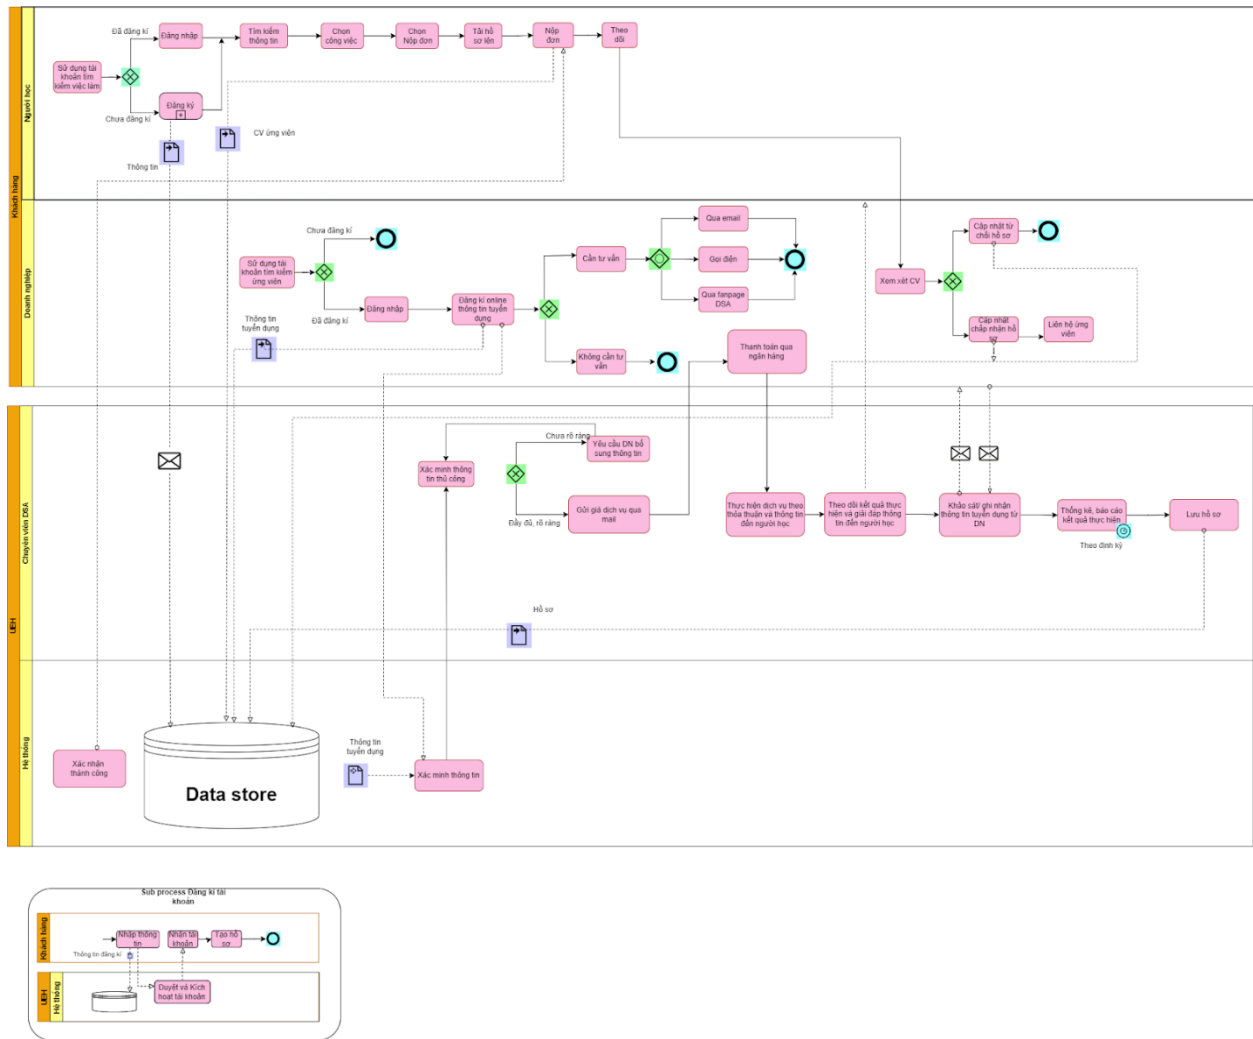 Khách hàng
Người học
Sử dụng tài
khoản tìm
kiếm việc làm
Đã đăng kí
Chưa đăng kí
Đăng nhập
Đăng ký
Tìm kiếm
thông tin
Chọn
công việc
Chọn
Nộp đơn
Tải hồ
sơ lên
Nộp
đơn
Theo
dõi
Thông tin
CV ứng viên
Doanh nghiệp
Sử dụng tài
khoản tìm kiếm
ứng viên
Chưa đăng kí
Đã đăng kí
Đăng nhập
Đăng kí online
thông tin tuyển
dụng
Thông tin
tuyển dụng
Cần tư vấn
Không cần tư
vấn
Qua email
Gọi điện
Qua fanpage
DSA
Thanh toán qua
ngân hàng
Xem xét CV
Cập nhật từ
chối hồ sơ
Cập nhật
chấp nhận hồ
Liên hệ ứng
viên
UEH
Chuyên viên DSA
Xác minh thông
tin thủ công
Chưa rõ ràng
Yêu cầu DN bổ
sung thông tin
Đầy đủ, rõ ràng
Gửi giá dịch vụ qua
mail
Thực hiện dịch vụ theo
thỏa thuận và thông tin
đến người học
Theo dõi kết quả thực
hiện và giải đáp thông
tin đến người học
Khảo sát/ ghi nhận
thông tin tuyển dụng từ
DN
Thống kê, báo cáo
kết quả thực hiện
Theo định kỳ
Lưu hồ sơ
Hồ sơ
Hệ thống
Xác nhận
thành công
Data store
Thông tin
tuyển dụng
Xác minh thông tin
Sub process Đăng kí tài
khoản
Khách hàng
Nhập thông
tin
Nhận tài
khoản
Tạo hồ
sơ
Thông tin đăng kí
UEH
Hệ thống
Duyệt và Kích
hoạt tài khoản